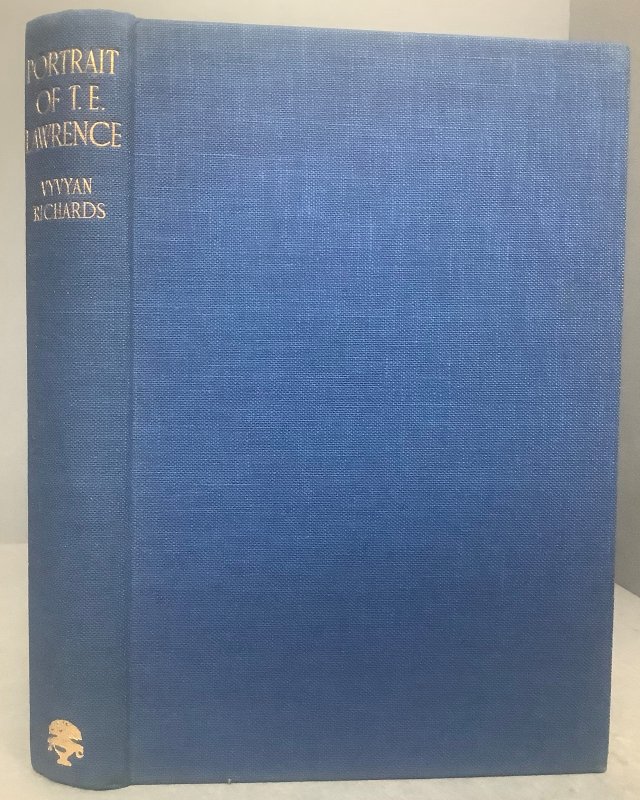 PORTRAIT
OF T. E.
LAWRENCE
VYVYAN
RICHARDS